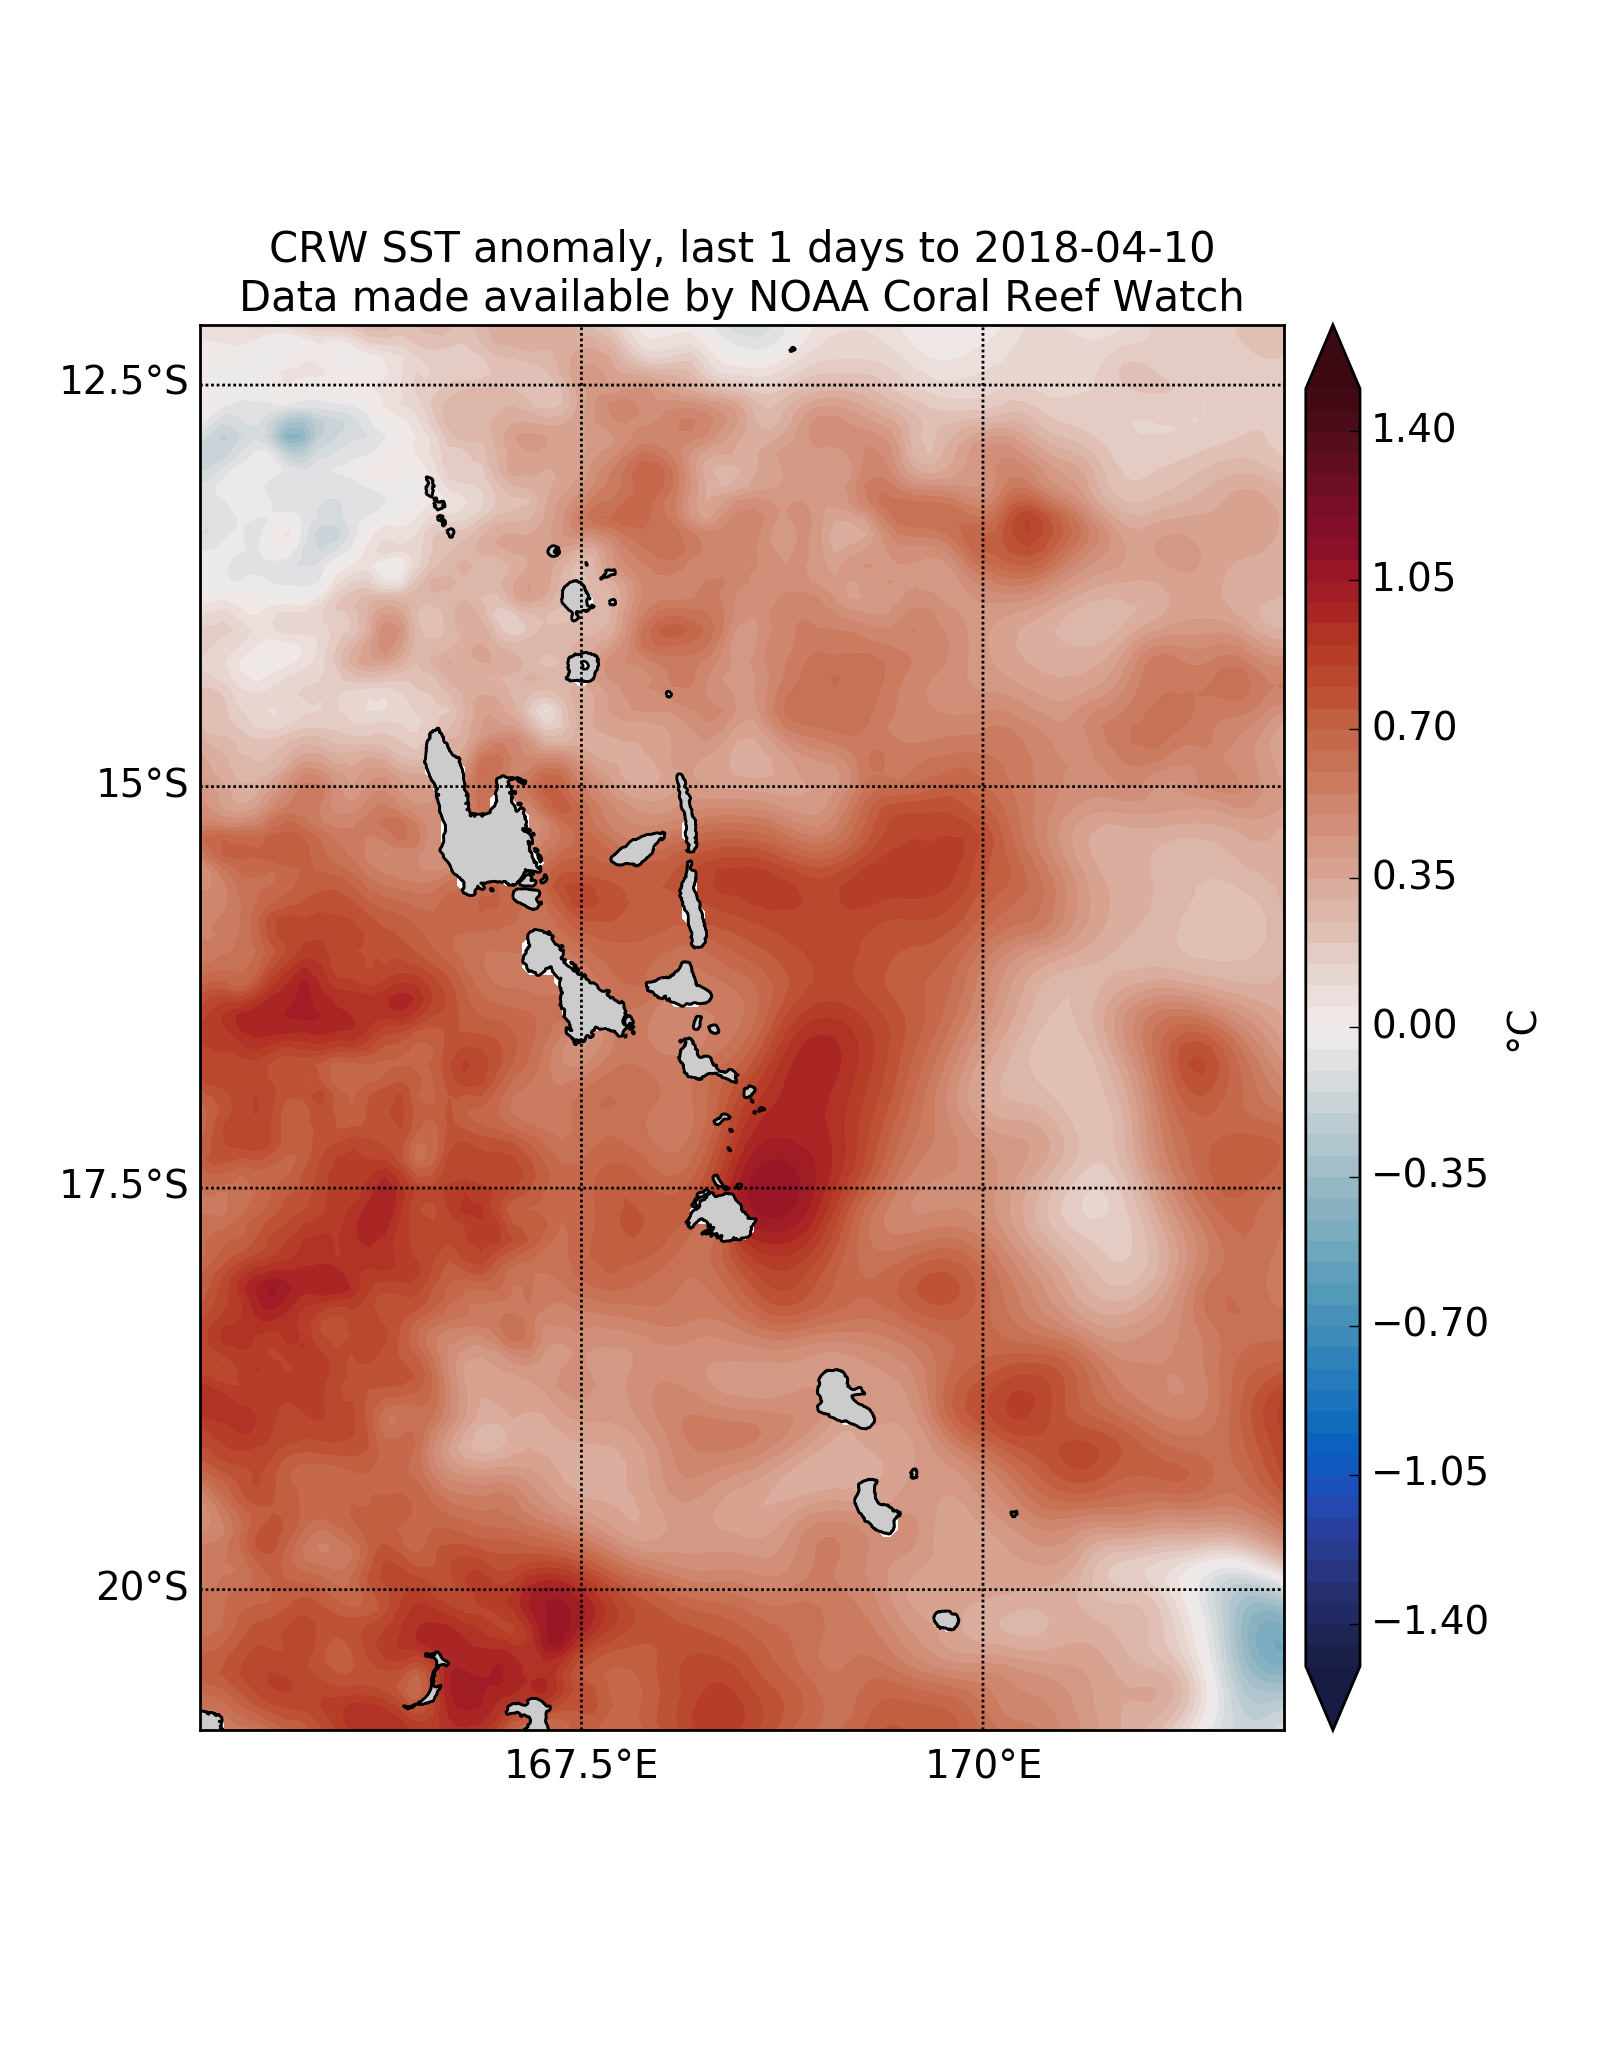 CRW SST anomaly, last 1 days to 2018-04-10
Data made available by NOAA Coral Reef Watch
12.5°S
15°S
17.5°S
20°S
167.5°E
170°E
1.40
1.05
0.70
0.35
0.00
−0.35
−0.70
−1.05
−1.40
°C